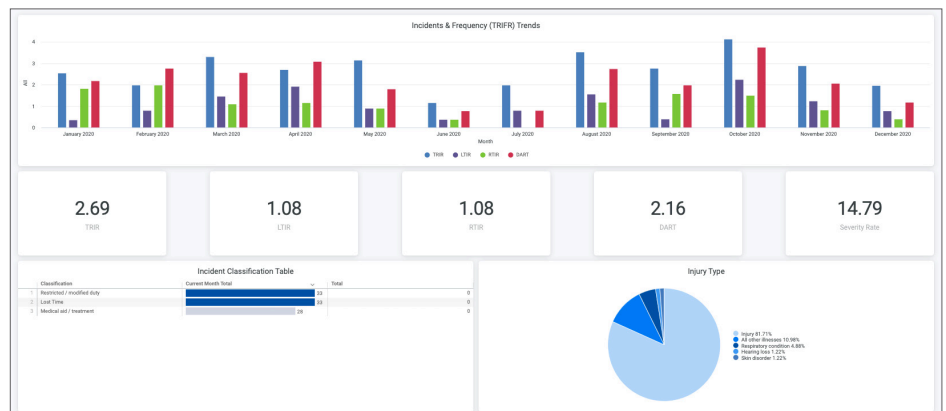 Incidents & Frequency (TRIFR) Trends
4
3
2
1
0
All
January 2020 February 2020 March 2020 April 2020 May 2020 June 2020 July 2020 August 2020 September 2020 October 2020 November 2020 December 2020
Month
TRIR LTIR RTIR DART
2.69 1.08 1.08 2.16 14.79
TRIR LTIR RTIR DART Severity Rate
Incident Classification Table
Classification Current Month Total Total
1 Restricted / modified duty 33 0
2 Lost Time 33 0
3 Medical aid / treatment 28 0
Injury Type
Injury 81.71%
All other illnesses 10.98%
Respiratory condition 4.88%
Hearing loss 1.22%
Skin disorder 1.22%